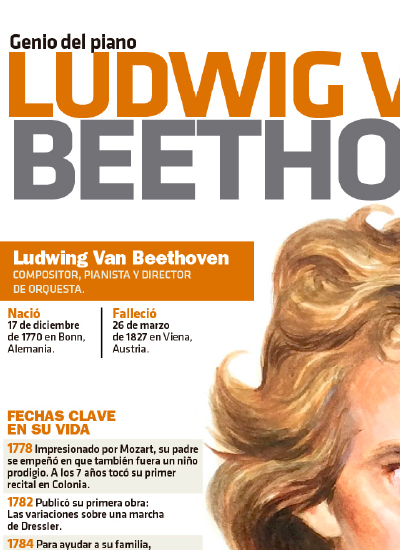 Genio del piano
LUDWIG V
BEETHO
Ludwing Van Beethoven
COMPOSITOR, PIANISTA Y DIRECTOR
DE ORQUESTA.
Nació
17 de diciembre
de 1770 en Bonn,
Alemania.
Falleció
26 de marzo
de 1827 en Viena,
Austria.
FECHAS CLAVE
EN SU VIDA
1778 Impresionado por Mozart, su padre
se empeñó en que también fuera un niño
prodigio. A los 7 años tocó su primer
recital en Colonia.
1782 Publicó su primera obra:
Las variaciones sobre una marcha
de Dressler.
1784 Para ayudar a su familia,